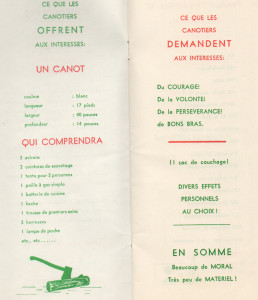 CE QUE LES
CANOTIERS
OFFRENT
AUX INTERESSES:
UN CANOT
couleur : blanc
longueur : 17 pieds
largeur : 40 pouces
profondeur : 14 pouces
QUI COMPRENDRA
2 avirons
2 ceintures de sauvetage
1 tente pour 2 personnes
1 poêle à gaz simple
1 batterie de cuisine
1 hache
1 trousse de premiers soins
2 havresacs
1 lampe de poche
etc., etc......
CE QUE LES
CANOTIERS
DEMANDENT
AUX INTERESSES:
Du COURAGE!
De la VOLONTE!
De la PERSEVERANCE!
de BONS BRAS.
(1 sac de couchage)
DIVERS EFFETS
PERSONNELS
AU CHOIX!
EN SOMME
Beaucoup de MORAL
Très peu de MATERIEL!